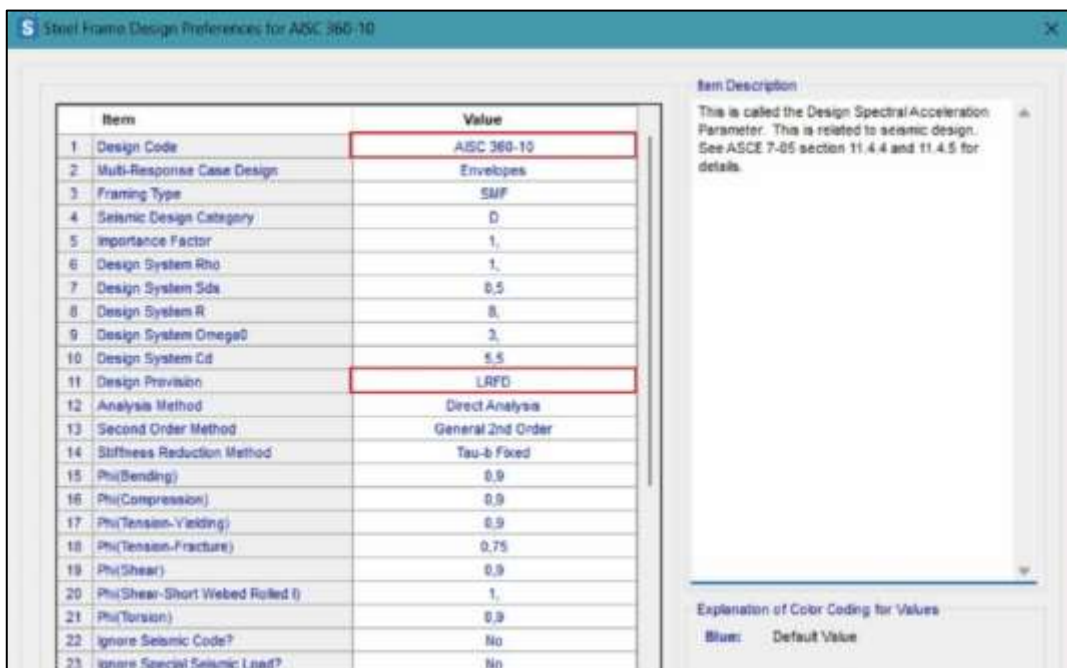 S Steel Frame Design Preferences for AISC 360-10
Item Value
1 Design Code AISC 360-10
2 Multi-Response Case Design Envelopes
3 Framing Type SMF
4 Seismic Design Category D
5 Importance Factor 1,
6 Design System Rho 1,
7 Design System Sds 0,5
8 Design System R 8,
9 Design System Omega0 3,
10 Design System Cd 5,5
11 Design Provision LRFD
12 Analysis Method Direct Analysis
13 Second Order Method General 2nd Order
14 Stiffness Reduction Method Tau-b Fixed
15 Phi(Bending) 0,9
16 Phi(Compression) 0,9
17 Phi(Tension-Yielding) 0,9
18 Phi(Tension-Fracture) 0,75
19 Phi(Shear) 0,9
20 Phi(Shear-Short Webed Rolled I) 1,
21 Phi(Torsion) 0,9
22 Ignore Seismic Code? No
23 Ignore Special Seismic Load? No
Item Description
This is called the Design Spectral Acceleration
Parameter. This is related to seismic design.
See ASCE 7-05 section 11.4.4 and 11.4.5 for
details.
Explanation of Color Coding for Values
Blue: Default Value